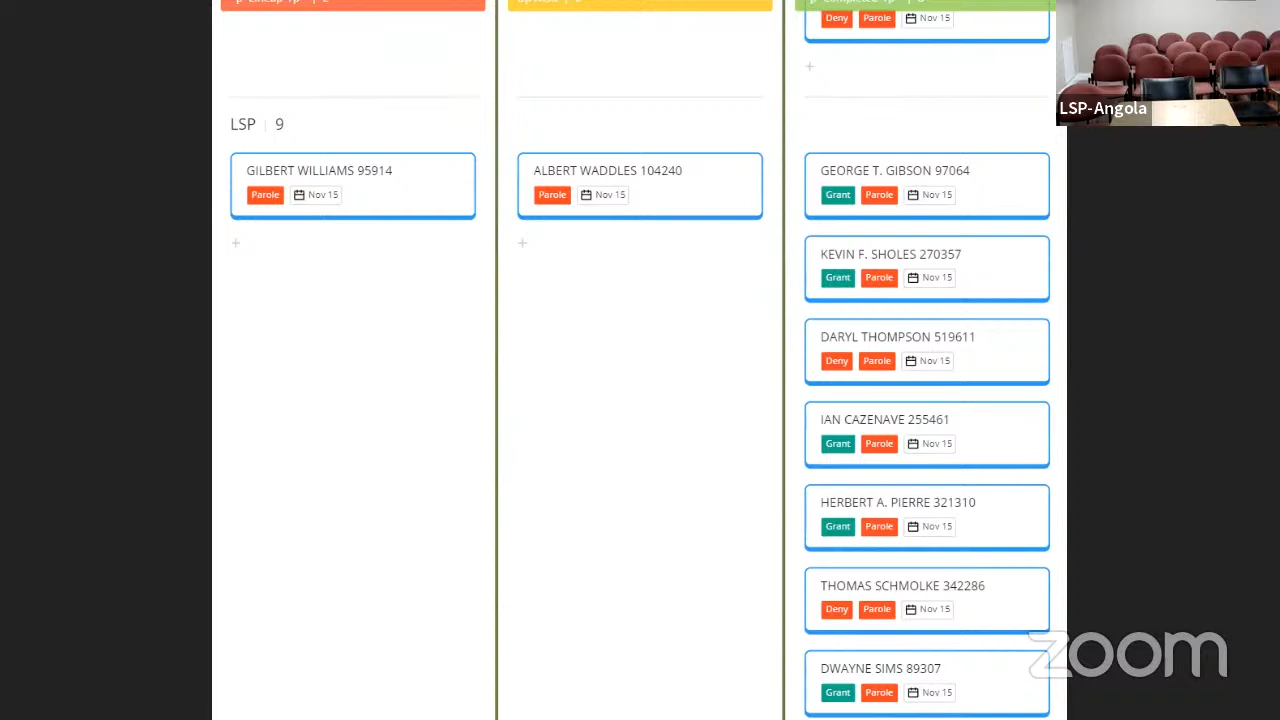 Deny Parole Nov 15
+
LSP-Angola
LSP | 9
GILBERT WILLIAMS 95914
Parole Nov 15
+
ALBERT WADDLES 104240
Parole Nov 15
+
GEORGE T. GIBSON 97064
Grant Parole Nov 15
KEVIN F. SHOLES 270357
Grant Parole Nov 15
DARYL THOMPSON 519611
Deny Parole Nov 15
IAN CAZENAVE 255461
Grant Parole Nov 15
HERBERT A. PIERRE 321310
Grant Parole Nov 15
THOMAS SCHMOLKE 342286
Deny Parole Nov 15
DWAYNE SIMS 89307
Grant Parole Nov 15
zoom